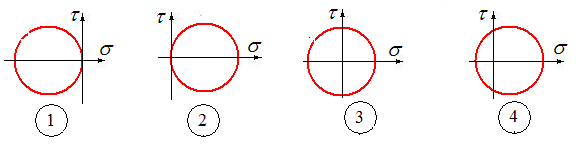 τ σ τ σ τ σ τ σ
1 2 3 4